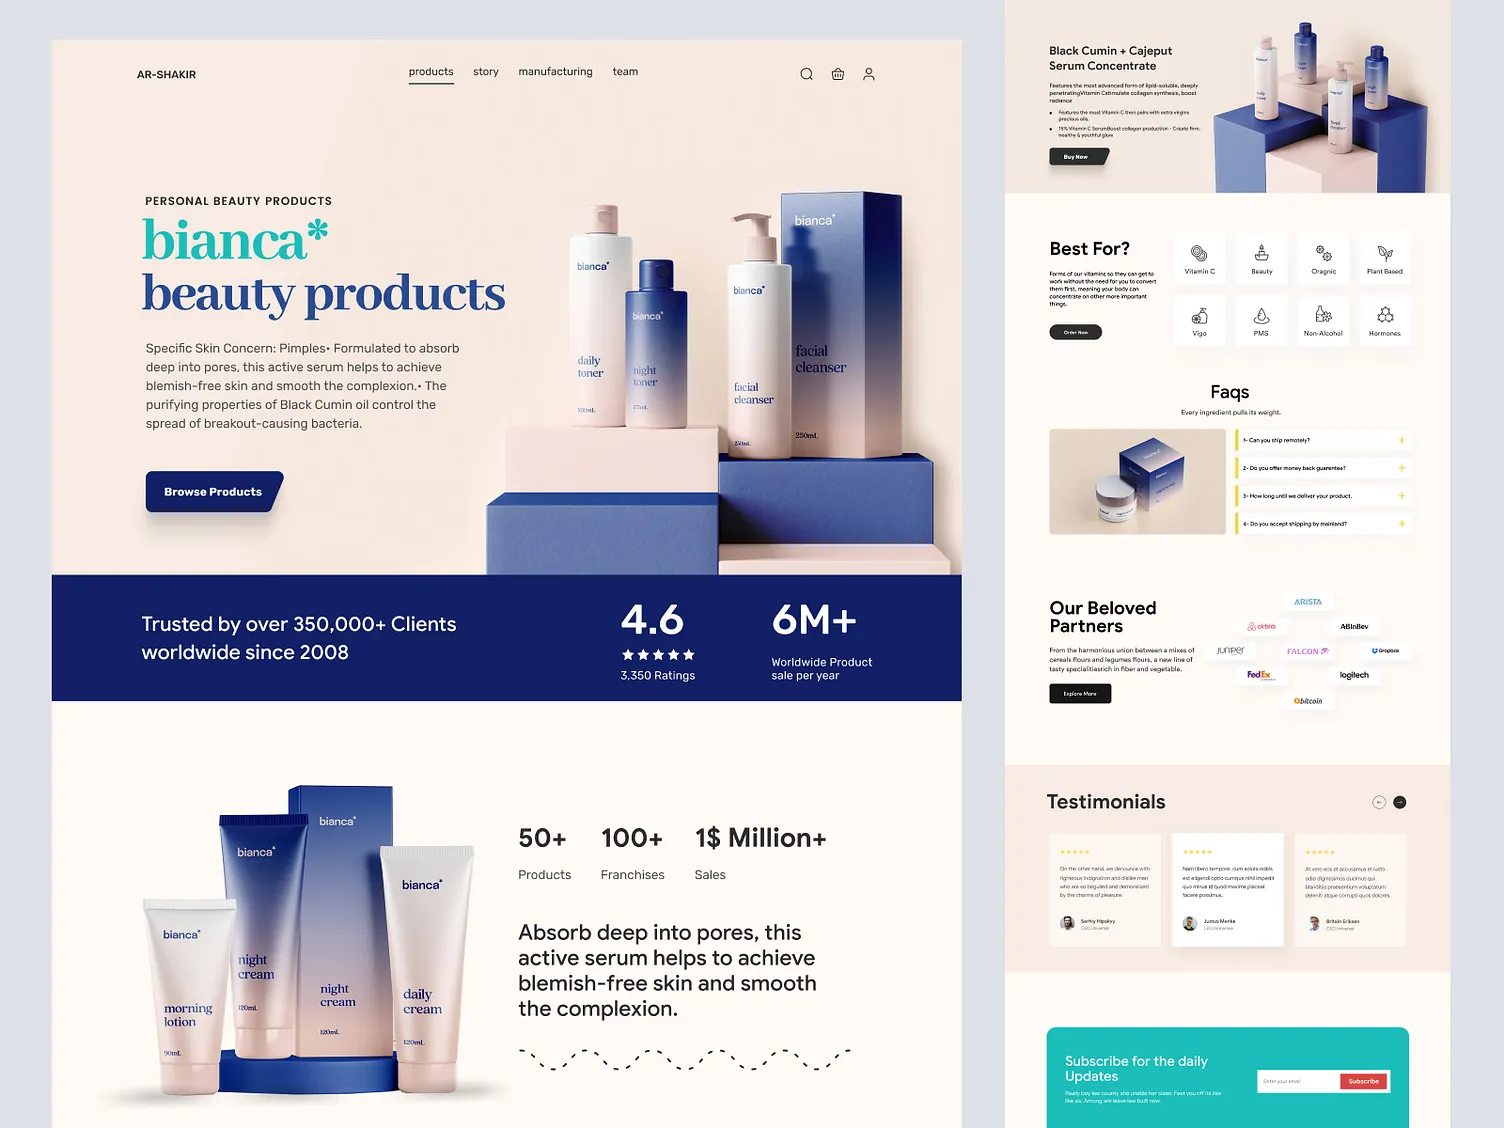 AR-SHAKIR
products
story
manufacturing
team
PERSONAL BEAUTY PRODUCTS
bianca*
beauty products
Specific Skin Concern: Pimples• Formulated to absorb
deep into pores, this active serum helps to achieve
blemish-free skin and smooth the complexion.• The
purifying properties of Black Cumin oil control the
spread of breakout-causing bacteria.
Browse Products
bianca*
daily
toner
250mL
bianca*
night
toner
bianca*
facial
cleanser
250mL
bianca*
facial
cleanser
250mL
Trusted by over 350,000+ Clients
worldwide since 2008
4.6
3,350 Ratings
6M+
Worldwide Product
sale per year
bianca*
morning
lotion
90mL
bianca*
night
cream
120mL
bianca*
night
cream
120mL
bianca*
daily
cream
120mL
50+
Products
100+
Franchises
1$ Million+
Sales
Absorb deep into pores, this
active serum helps to achieve
blemish-free skin and smooth
the complexion.
Black Cumin + Cajeput
Serum Concentrate
Features the most advanced form of lipid-soluble, deeply
penetratingVitamin Cstimulate collagen synthesis, boost
radiance
• Features the most Vitamin C then pairs with extra virgins
precious oils.
• 15% Vitamin C SerumBoost collagen production - Create firm,
healthy & youthful glow
Buy Now
Best For?
Forms of our vitamins so they can get to
work without the need for you to convert
them first, meaning your body can
concentrate on other more important
things.
Order Now
Vitamin C
Beauty
Oragnic
Plant Based
Vigo
PMS
Non-Alcohol
Hormones
Faqs
Every ingredient pulls its weight.
1- Can you ship remotely?
2- Do you offer money back guarentee?
3- How long until we deliver your product.
4- Do you accept shipping by mainland?
Our Beloved
Partners
From the harmonious union between a mixes of
cereals flours and legumes flours, a new line of
tasty specialitiesrich in fiber and vegetable.
Explore More
ARISTA
airbnb
ABInBev
JUNIPEr
FALCON
Dropbox
FedEx
logitech
bitcoin
Testimonials
On the other hand, we denounce with
righteous indignation and dislike men
who are so beguiled and demoralized
by the charms of pleasure.
Serhiy Hipskyy
CEO Universal
Nam libero tempore, cum soluta nobis
est eligendi optio cumque nihil impedit
quo minus id quod maxime placeat
facere possimus.
Justus Menke
CEO Eronaman
At vero eos et accusamus et iusto
odio dignissimos ducimus qui
blanditiis praesentium voluptatum
deleniti atque corrupti quos dolores.
Britain Eriksen
CEO Universal
Subscribe for the daily
Updates
Really boy law county she unable her sister. Feet you off its like
like six. Among sex are leave law built now.
Enter your email
Subscribe